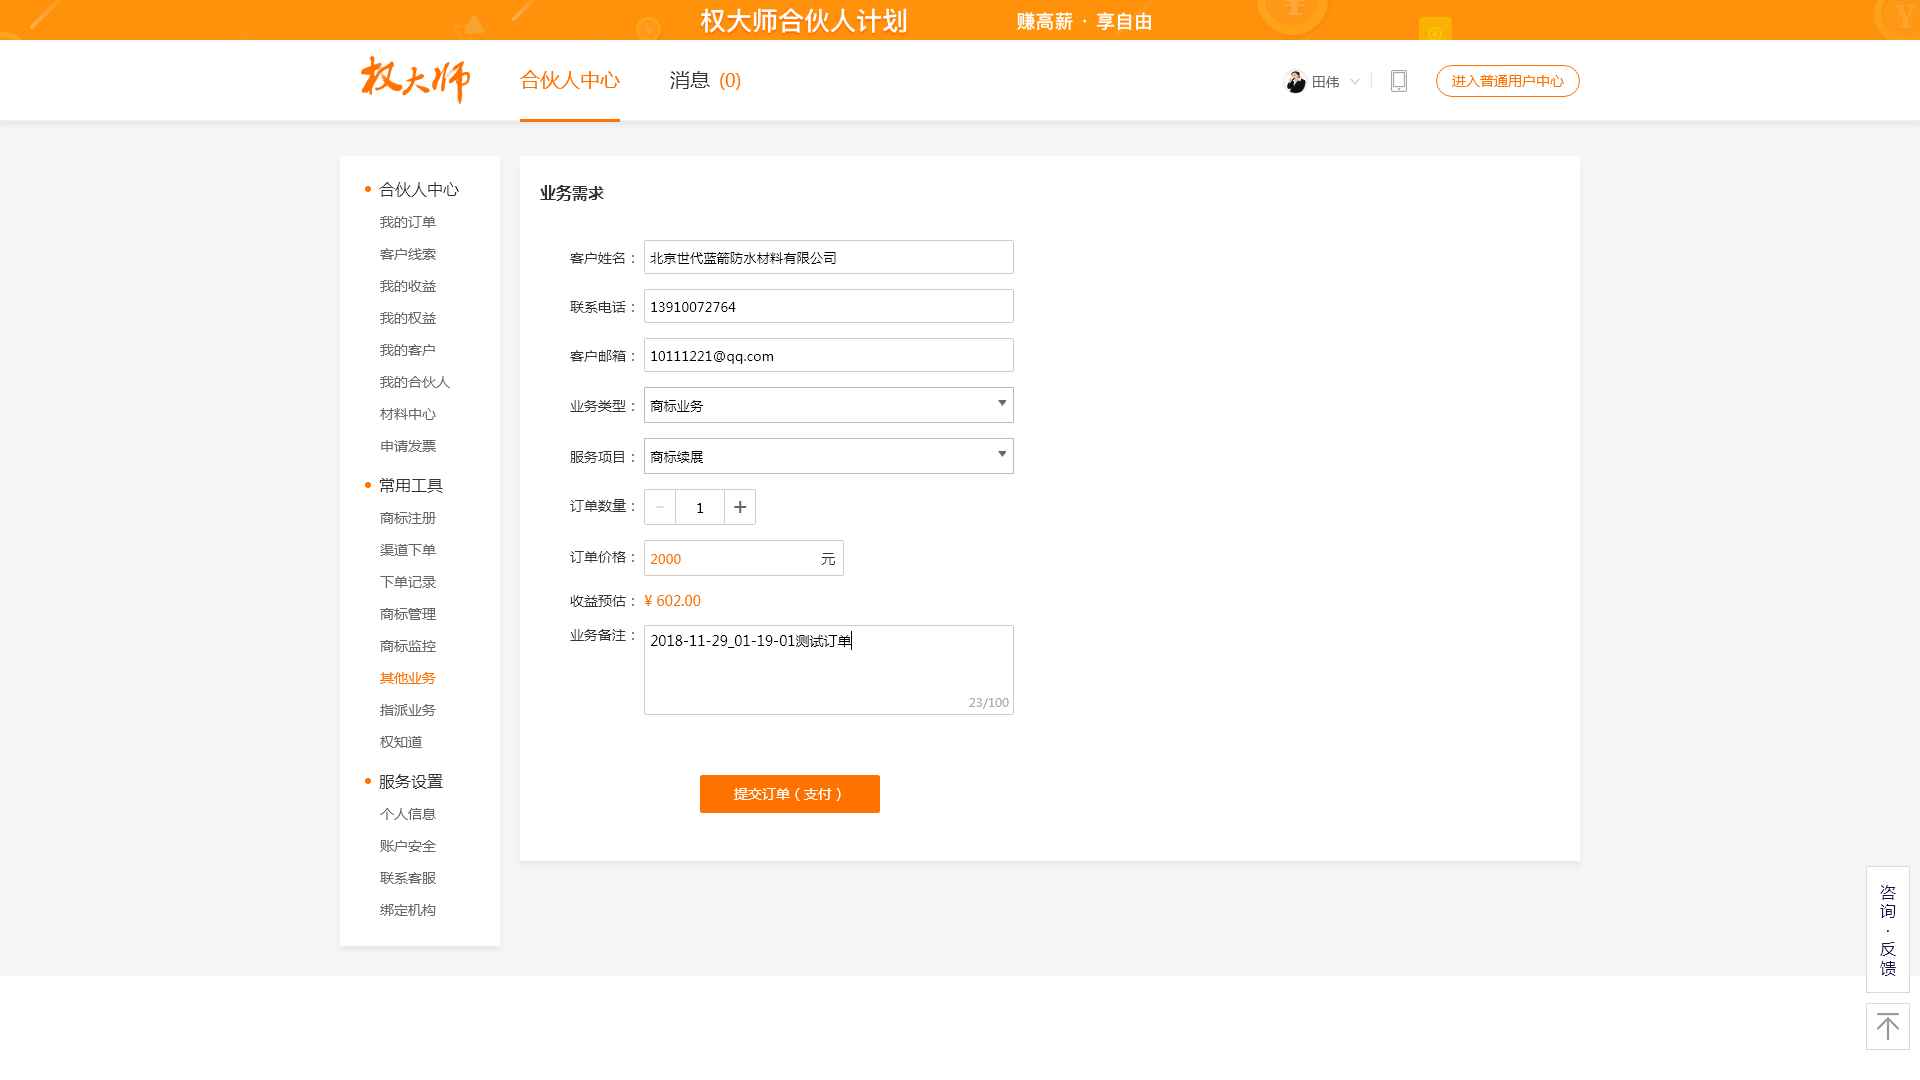 权大师合伙人计划 赚高薪 · 享自由
权大师 合伙人中心 消息 (0) 田伟 进入普通用户中心
合伙人中心
我的订单
客户线索
我的收益
我的权益
我的客户
我的合伙人
材料中心
申请发票
常用工具
商标注册
渠道下单
下单记录
商标管理
商标监控
其他业务
指派业务
权知道
服务设置
个人信息
账户安全
联系客服
绑定机构
业务需求
客户姓名： 北京世代蓝箭防水材料有限公司
联系电话： 13910072764
客户邮箱： 10111221@qq.com
业务类型： 商标业务
服务项目： 商标续展
订单数量： － 1 ＋
订单价格： 2000 元
收益预估： ¥ 602.00
业务备注： 2018-11-29_01-19-01测试订单
23/100
提交订单（支付）
咨询·反馈